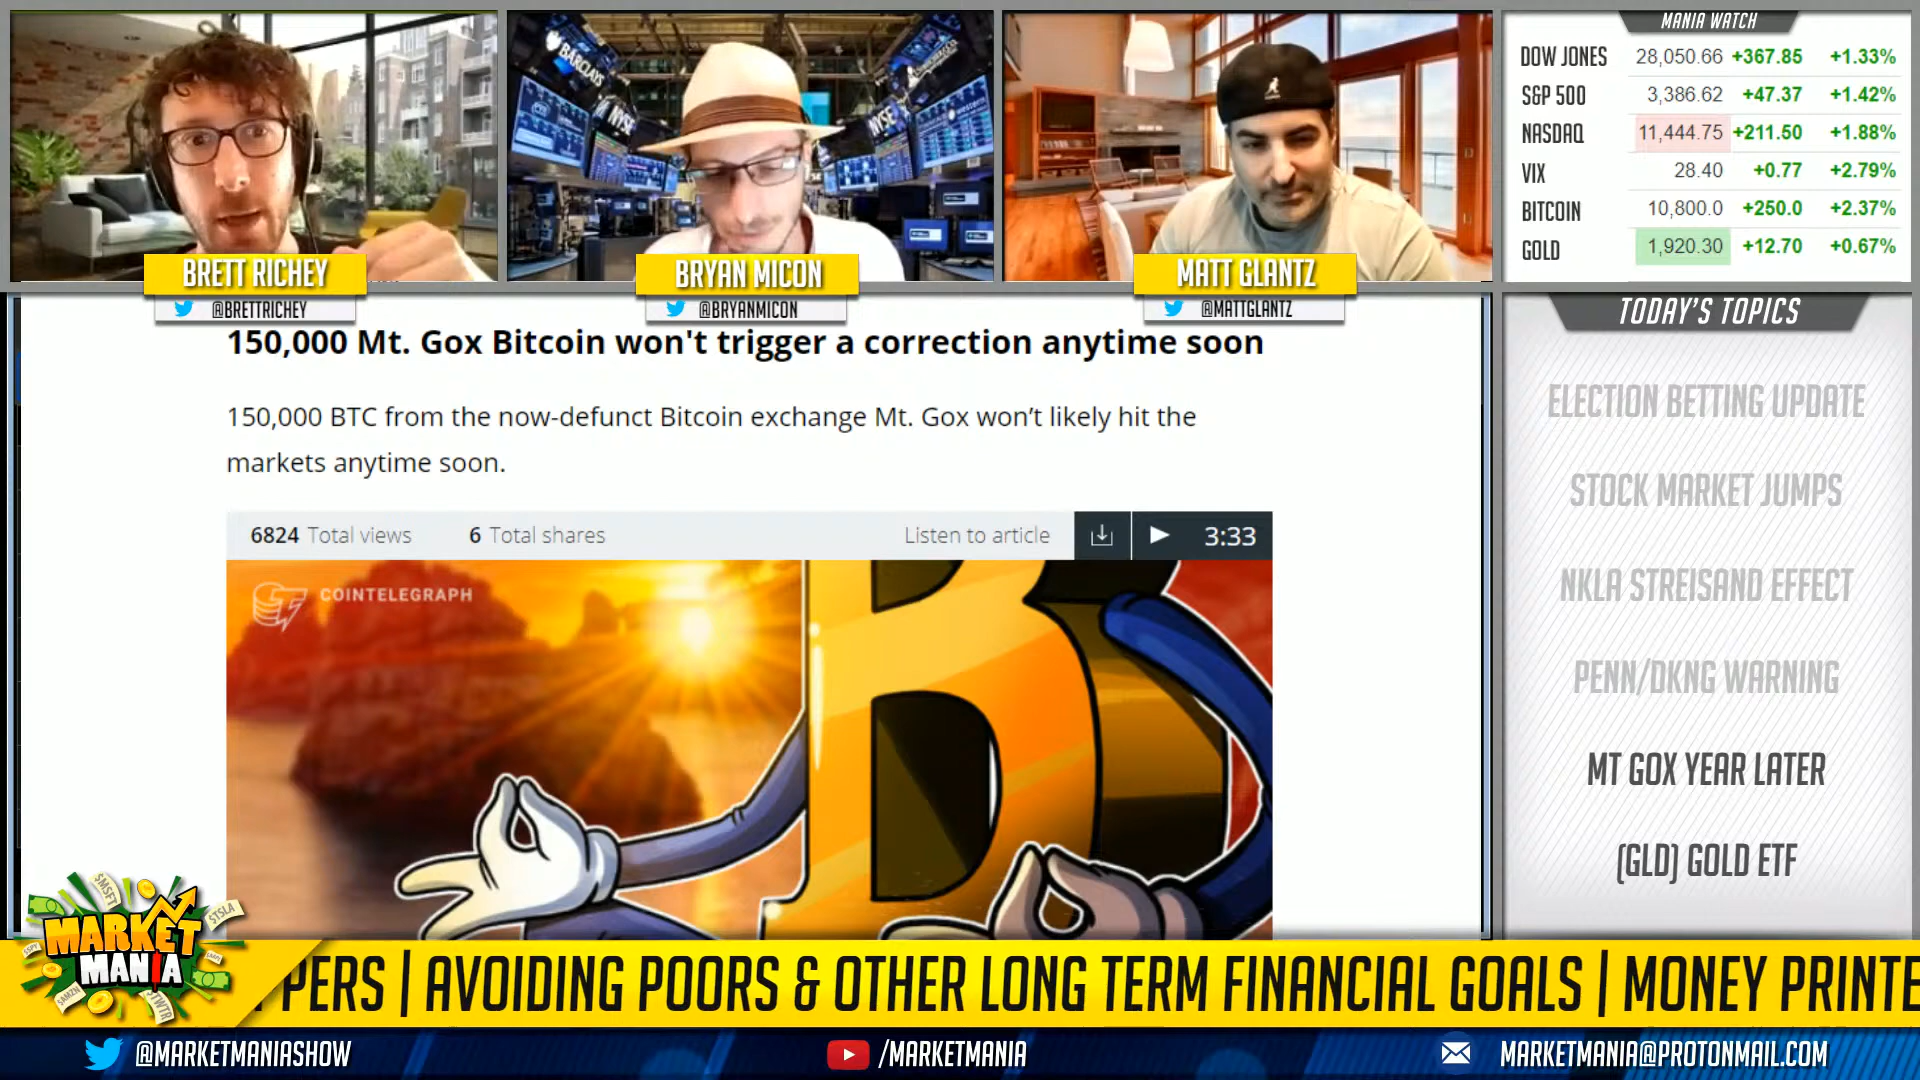 BARCLAYS
NYSE
NYSE
BRETT RICHEY
@BRETTRICHEY
BRYAN MICON
@BRYANMICON
MATT GLANTZ
@MATTGLANTZ
MANIA WATCH
DOW JONES 28,050.66 +367.85 +1.33%
S&P 500 3,386.62 +47.37 +1.42%
NASDAQ 11,444.75 +211.50 +1.88%
VIX 28.40 +0.77 +2.79%
BITCOIN 10,800.0 +250.0 +2.37%
GOLD 1,920.30 +12.70 +0.67%
150,000 Mt. Gox Bitcoin won't trigger a correction anytime soon
150,000 BTC from the now-defunct Bitcoin exchange Mt. Gox won’t likely hit the
markets anytime soon.
6824 Total views 6 Total shares Listen to article 3:33
COINTELEGRAPH
TODAY'S TOPICS
ELECTION BETTING UPDATE
STOCK MARKET JUMPS
NKLA STREISAND EFFECT
PENN/DKNG WARNING
MT GOX YEAR LATER
(GLD) GOLD ETF
$MSFT
$TSLA
$AMZN
$TWTR
MARKET
MANIA
PERS | AVOIDING POORS & OTHER LONG TERM FINANCIAL GOALS | MONEY PRINTE
@MARKETMANIASHOW /MARKETMANIA MARKETMANIA@PROTONMAIL.COM